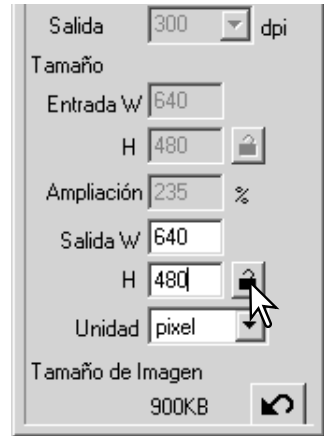 Salida 300 dpi
Tamaño
Entrada W 640
H 480
Ampliación 235 %
Salida W 640
H 480
Unidad pixel
Tamaño de Imagen
900KB